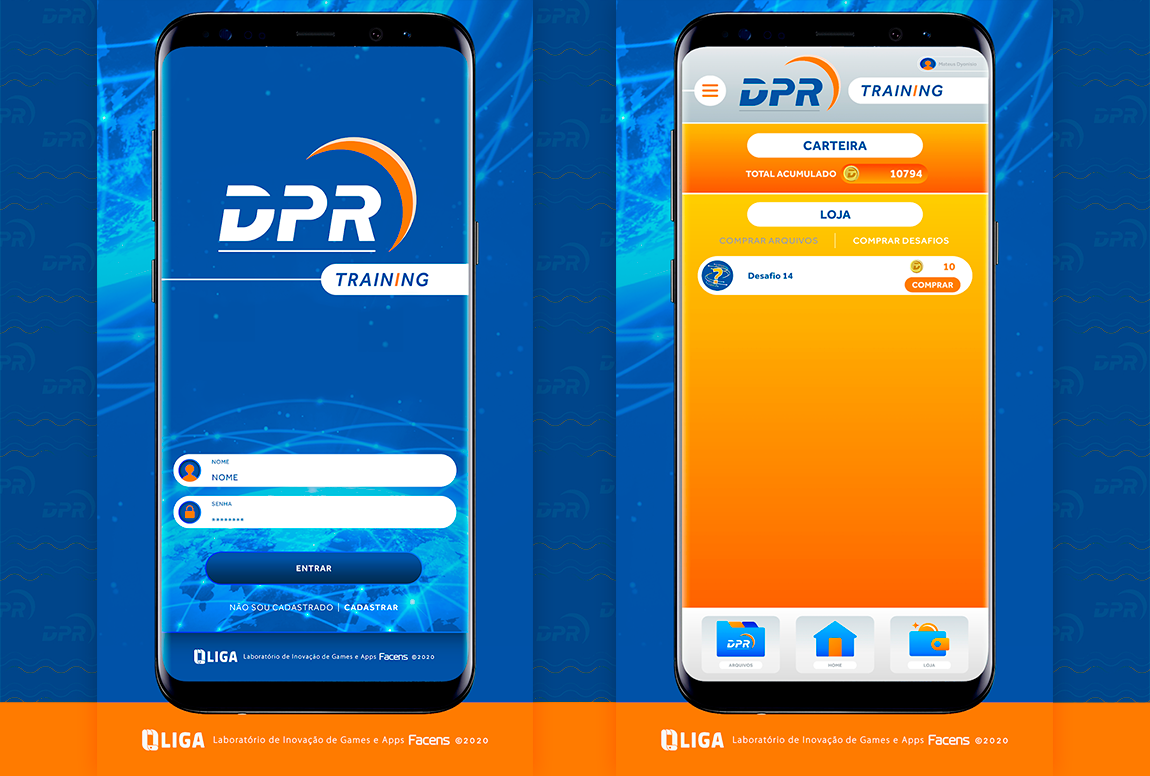 DPR
TRAINING
NOME
NOME
SENHA
********
ENTRAR
NÃO SOU CADASTRADO | CADASTRAR
LIGA Laboratório de Inovação de Games e Apps Facens ©2020
LIGA Laboratório de Inovação de Games e Apps Facens ©2020
DPR
TRAINING
CARTEIRA
TOTAL ACUMULADO 10794
LOJA
COMPRAR ARQUIVOS | COMPRAR DESAFIOS
Desafio 14
10
COMPRAR
DPR
ARQUIVOS
HOME
LOJA
LIGA Laboratório de Inovação de Games e Apps Facens ©2020